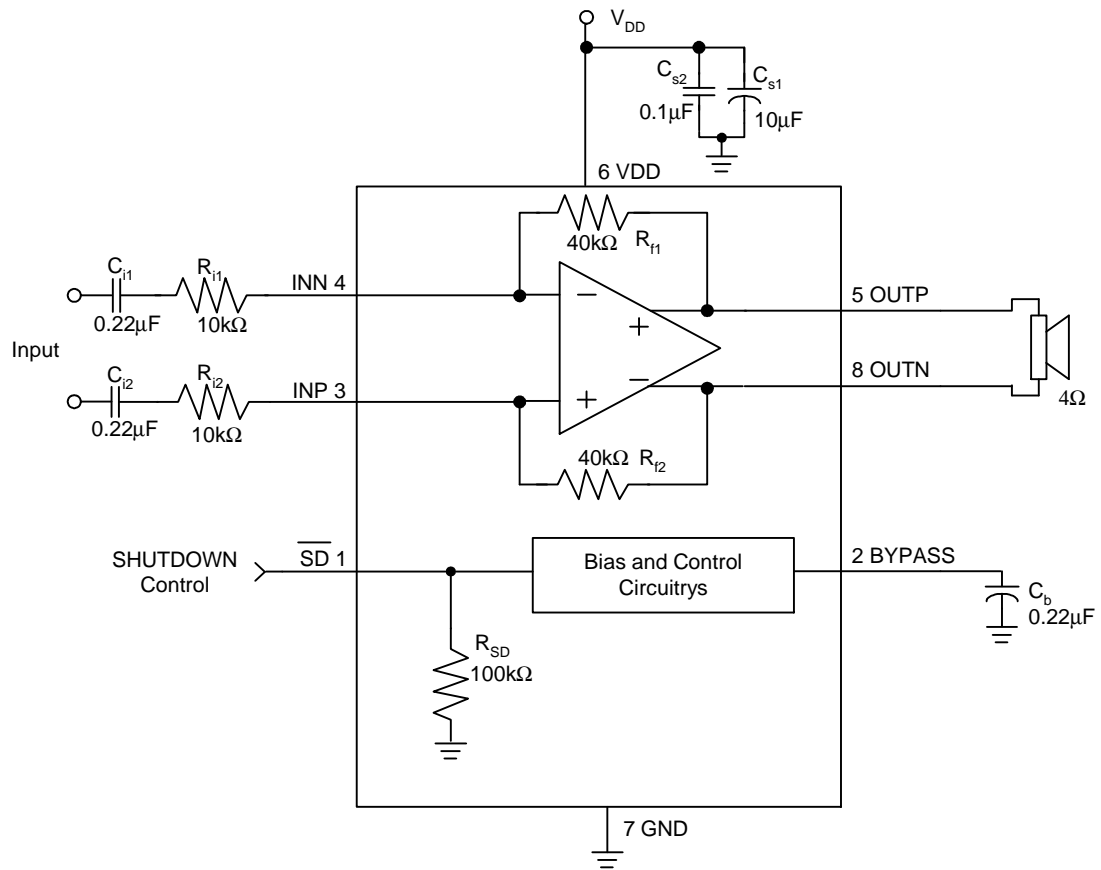 V_DD
C_s2
0.1μF
C_s1
10μF
6 VDD
40kΩ R_f1
C_i1
0.22μF
R_i1
10kΩ
INN 4
−
+
5 OUTP
Input
C_i2
0.22μF
R_i2
10kΩ
INP 3
+
−
8 OUTN
4Ω
40kΩ R_f2
SHUTDOWN
Control
SD 1
Bias and Control
Circuitrys
2 BYPASS
C_b
0.22μF
R_SD
100kΩ
7 GND